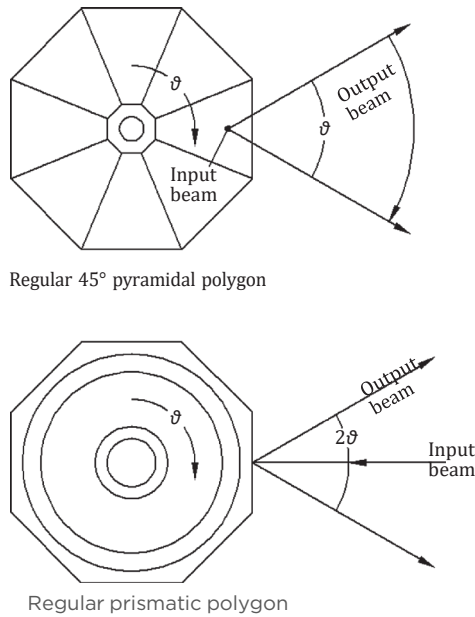 ϑ
Output
beam
ϑ
Input
beam
Regular 45° pyramidal polygon
Output
beam
ϑ
2ϑ
Input
beam
Regular prismatic polygon